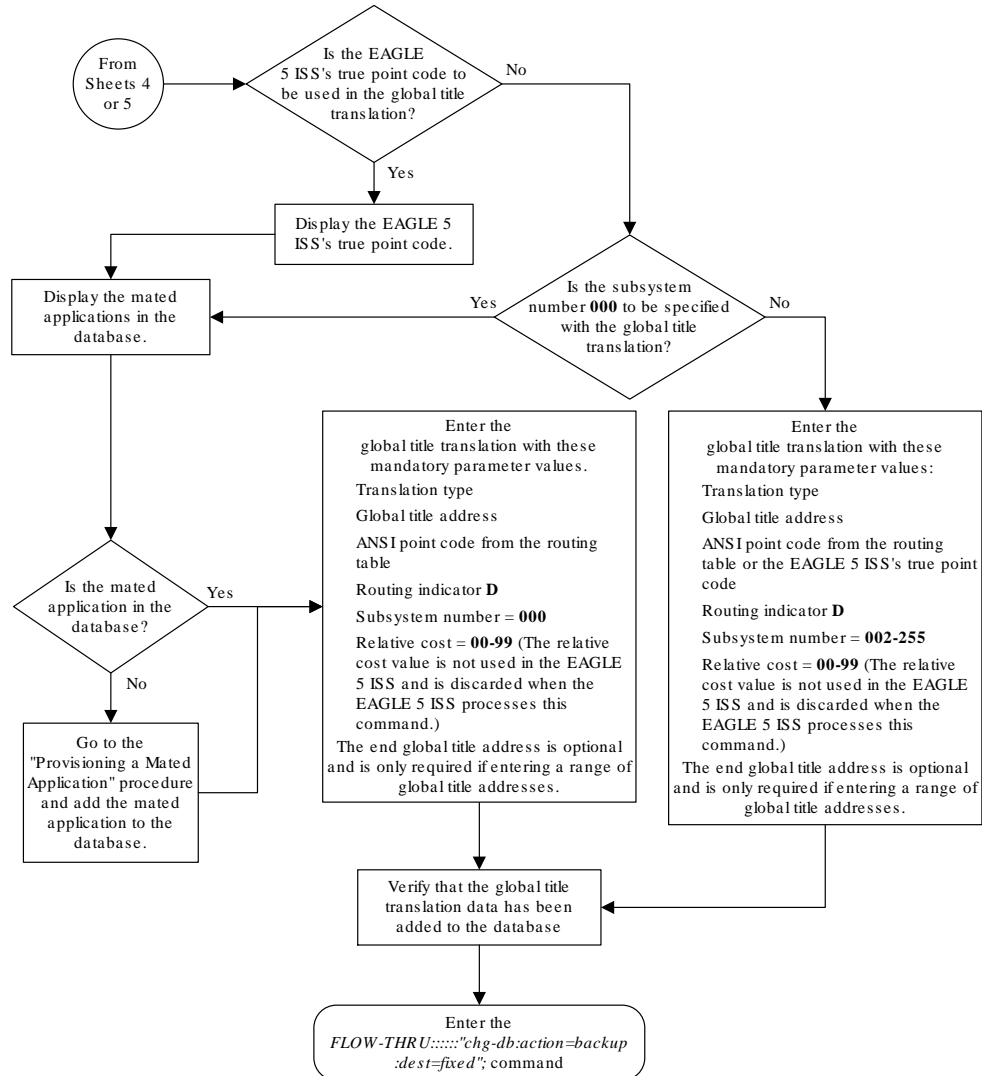 From
Sheets 4
or 5
Is the EAGLE
5 ISS's true point code to
be used in the global title
translation?
No
Yes
Display the EAGLE 5
ISS's true point code.
Display the mated
applications in the
database.
Is the subsystem
number 000 to be specified
with the global title
translation?
Yes
No
Is the mated
application in the
database?
Yes
No
Go to the
"Provisioning a Mated
Application" procedure
and add the mated
application to the
database.
Enter the
global title translation with these
mandatory parameter values.
Translation type
Global title address
ANSI point code from the routing
table
Routing indicator D
Subsystem number = 000
Relative cost = 00-99 (The relative
cost value is not used in the EAGLE
5 ISS and is discarded when the
EAGLE 5 ISS processes this
command.)
The end global title address is optional
and is only required if entering a range of
global title addresses.
Enter the
global title translation with these
mandatory parameter values:
Translation type
Global title address
ANSI point code from the routing
table or the EAGLE 5 ISS's true point
code
Routing indicator D
Subsystem number = 002-255
Relative cost = 00-99 (The relative
cost value is not used in the EAGLE
5 ISS and is discarded when the
EAGLE 5 ISS processes this
command.)
The end global title address is optional
and is only required if entering a range of
global title addresses.
Verify that the global title
translation data has been
added to the database
Enter the
FLOW-THRU::::::"chg-db:action=backup
:dest=fixed"; command